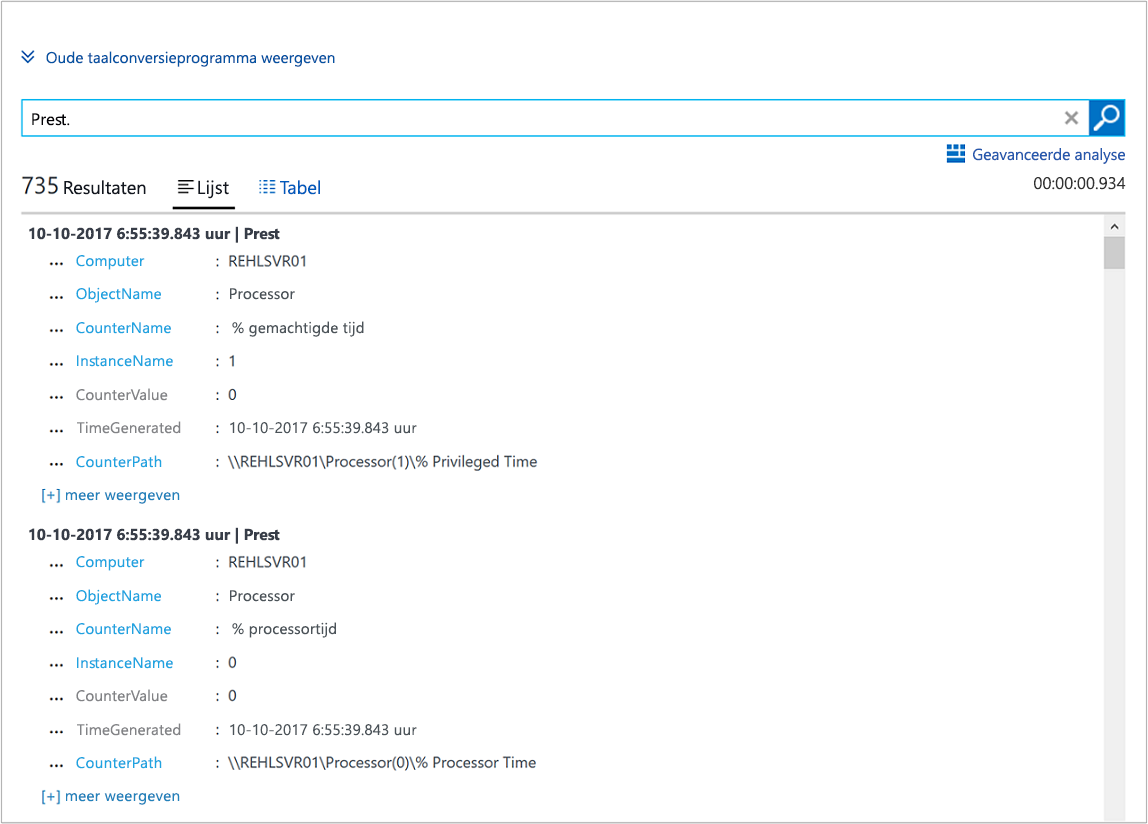 Oude taalconversieprogramma weergeven
Prest.
Geavanceerde analyse
735 Resultaten Lijst Tabel 00:00:00.934
10-10-2017 6:55:39.843 uur | Prest
... Computer : REHLSVR01
... ObjectName : Processor
... CounterName : % gemachtigde tijd
... InstanceName : 1
... CounterValue : 0
... TimeGenerated : 10-10-2017 6:55:39.843 uur
... CounterPath : \\REHLSVR01\Processor(1)\% Privileged Time
[+] meer weergeven
10-10-2017 6:55:39.843 uur | Prest
... Computer : REHLSVR01
... ObjectName : Processor
... CounterName : % processortijd
... InstanceName : 0
... CounterValue : 0
... TimeGenerated : 10-10-2017 6:55:39.843 uur
... CounterPath : \\REHLSVR01\Processor(0)\% Processor Time
[+] meer weergeven